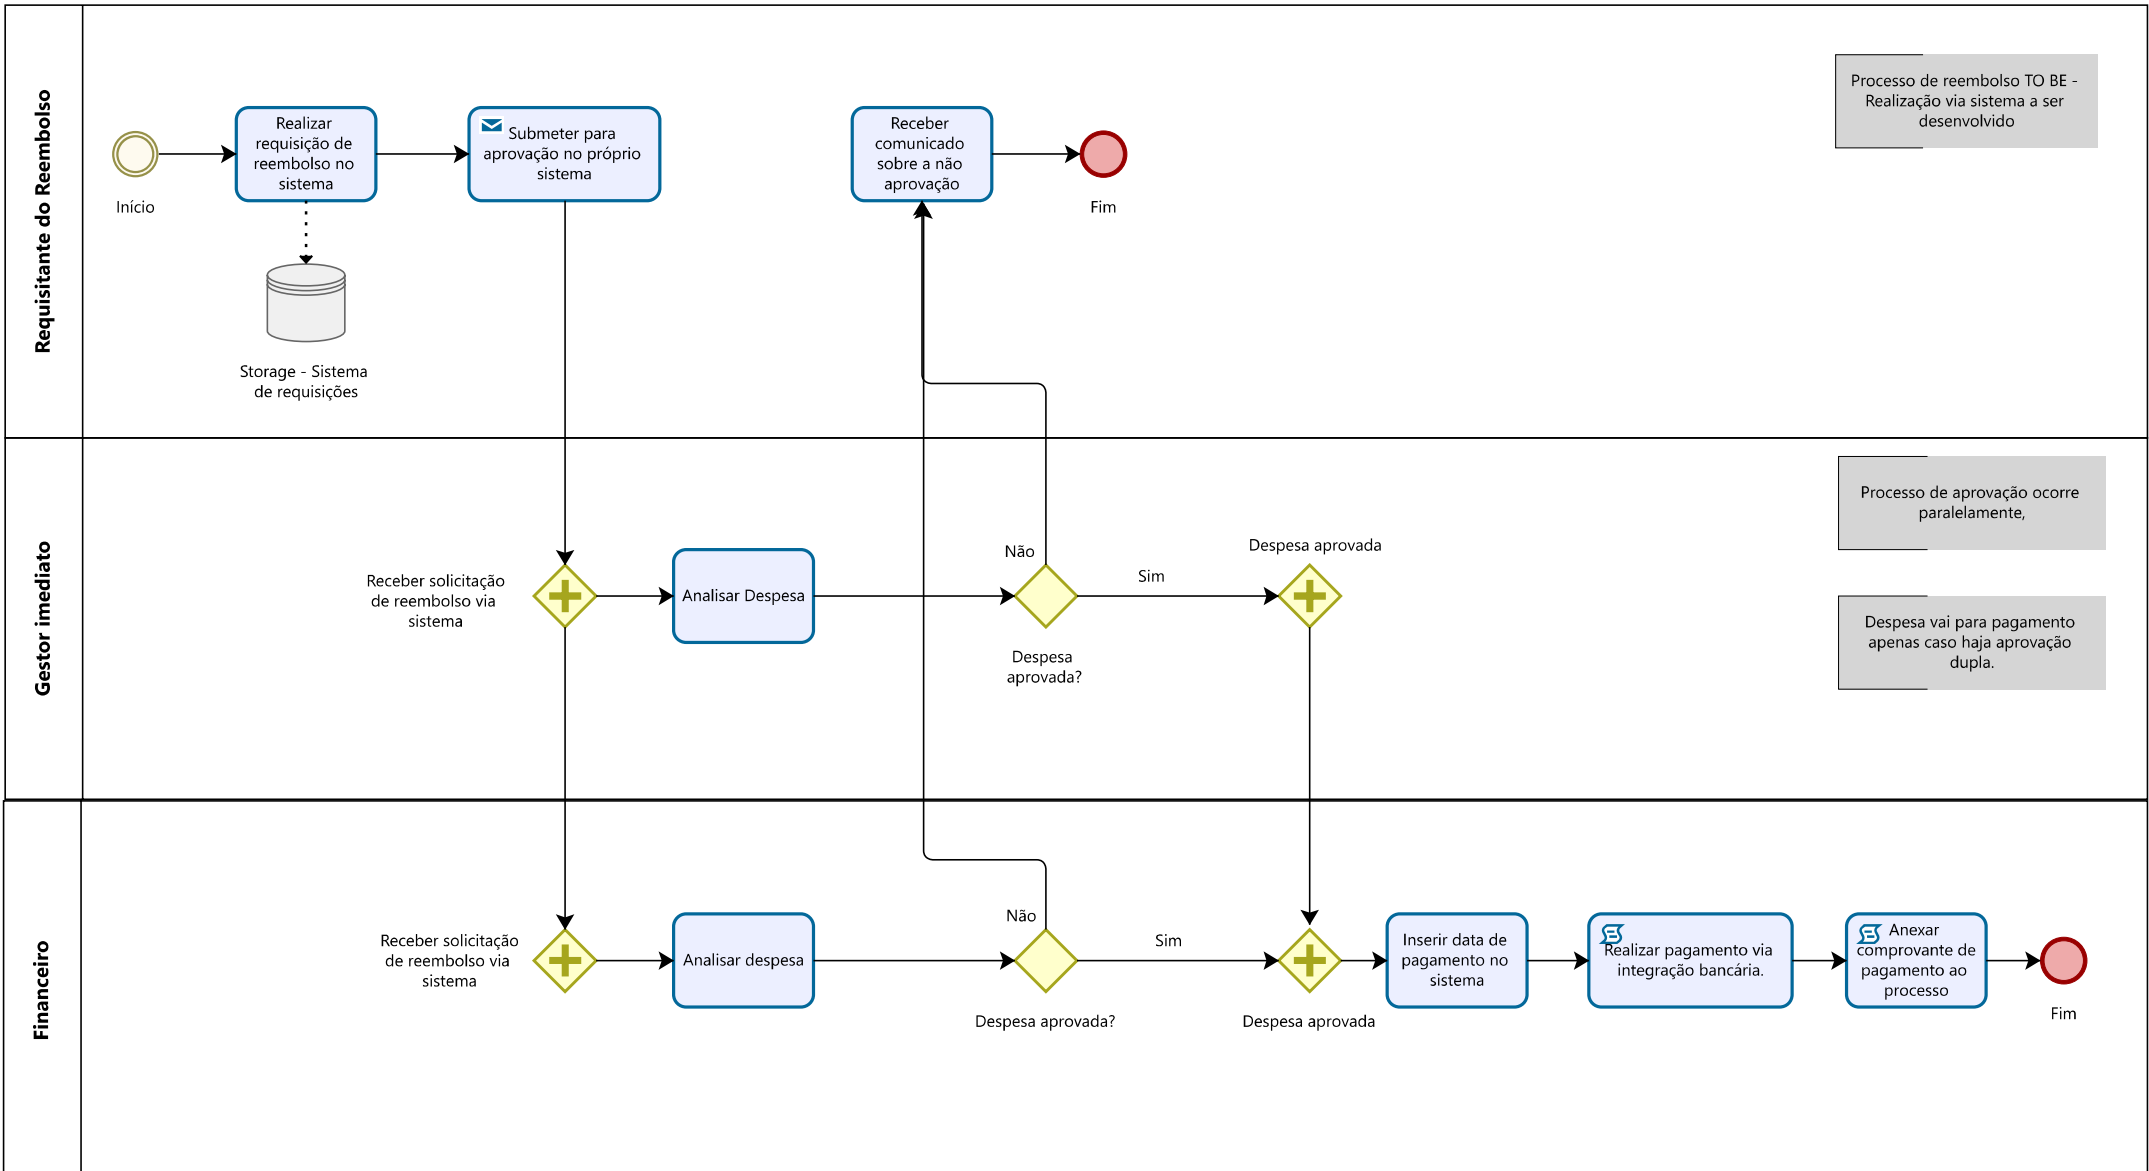 Requisitante do Reembolso
Início
Realizar
requisição de
reembolso no
sistema
Submeter para
aprovação no próprio
sistema
Receber
comunicado
sobre a não
aprovação
Fim
Processo de reembolso TO BE -
Realização via sistema a ser
desenvolvido
Storage - Sistema
de requisições
Gestor imediato
Receber solicitação
de reembolso via
sistema
Analisar Despesa
Não
Despesa
aprovada?
Sim
Despesa aprovada
Processo de aprovação ocorre
paralelamente,
Despesa vai para pagamento
apenas caso haja aprovação
dupla.
Financeiro
Receber solicitação
de reembolso via
sistema
Analisar despesa
Não
Despesa aprovada?
Sim
Despesa aprovada
Inserir data de
pagamento no
sistema
Realizar pagamento via
integração bancária.
Anexar
comprovante de
pagamento ao
processo
Fim